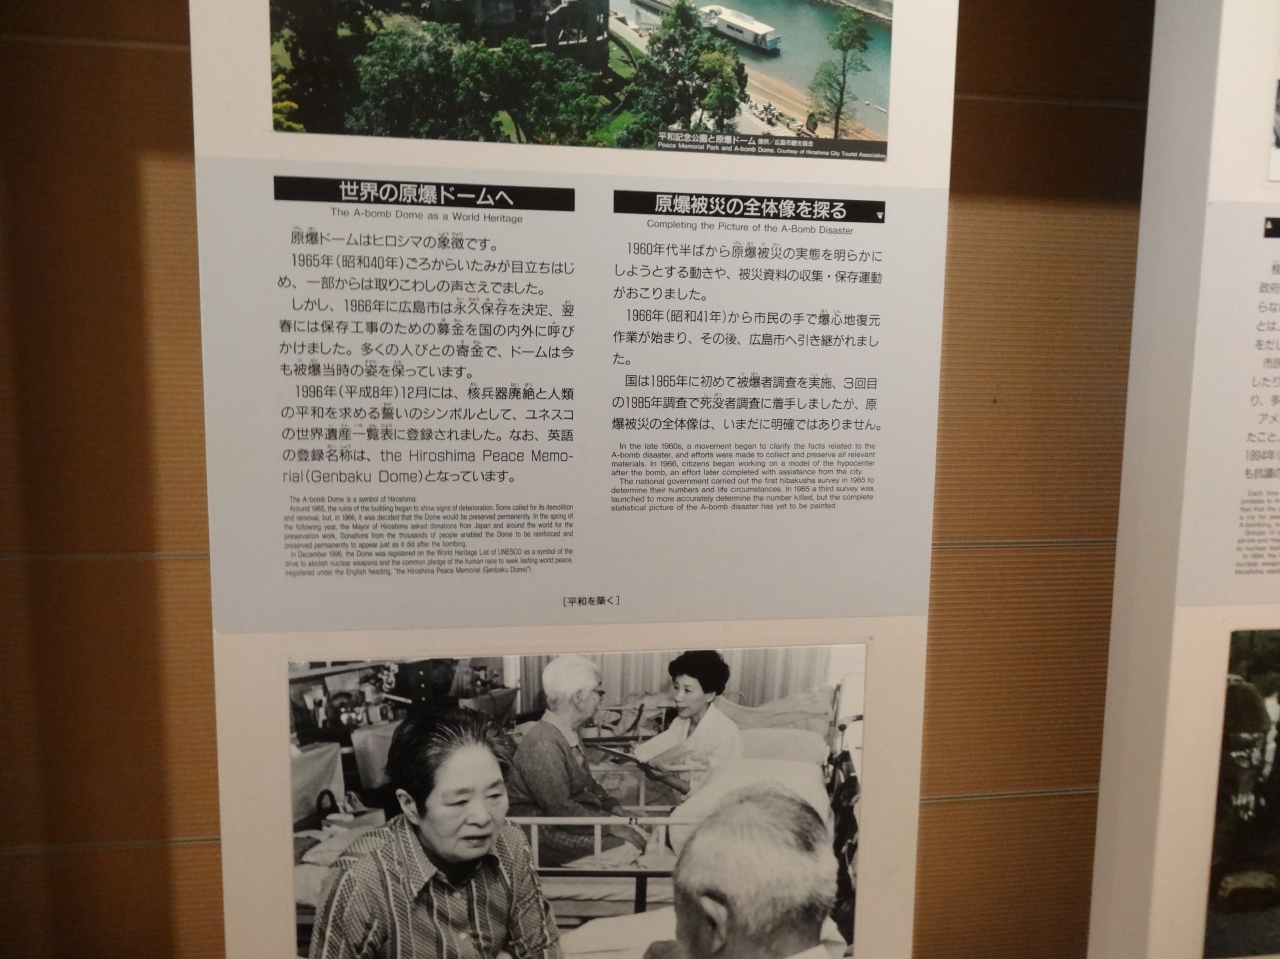 平和記念公園と原爆ドーム 提供／広島市観光協会
Peace Memorial Park and A-bomb Dome. Courtesy of Hiroshima City Tourist Association
世界の原爆ドームへ
The A-bomb Dome as a World Heritage
原爆ドームはヒロシマの象徴です。
1965年(昭和40年)ごろからいたみが目立ちはじ
め、一部からは取りこわしの声さえでました。
しかし、1966年に広島市は永久保存を決定、翌
春には保存工事のための募金を国の内外に呼び
かけました。多くの人びとの寄金で、ドームは今
も被爆当時の姿を保っています。
1996年(平成8年)12月には、核兵器廃絶と人類
の平和を求める誓いのシンボルとして、ユネスコ
の世界遺産一覧表に登録されました。なお、英語
の登録名称は、the Hiroshima Peace Memo-
rial(Genbaku Dome)となっています。
The A-bomb Dome is a symbol of Hiroshima.
Around 1965, the ruins of the building began to show signs of deterioration. Some called for its demolition
and removal, but, in 1966, it was decided that the Dome would be preserved permanently. In the spring of
the following year, the Mayor of Hiroshima asked donations from Japan and around the world for the
preservation work. Donations from the thousands of people enabled the Dome to be reinforced and
preserved permanently to appear just as it did after the bombing.
In December 1996, the Dome was registered on the World Heritage List of UNESCO as a symbol of the
drive to abolish nuclear weapons and the common pledge of the human race to seek lasting world peace.
(registered under the English heading, "the Hiroshima Peace Memorial (Genbaku Dome)")
原爆被災の全体像を探る
Completing the Picture of the A-Bomb Disaster
1960年代半ばから原爆被災の実態を明らかに
しようとする動きや、被災資料の収集・保存運動
がおこりました。
1966年(昭和41年)から市民の手で爆心地復元
作業が始まり、その後、広島市へ引き継がれまし
た。
国は1965年に初めて被爆者調査を実施、3回目
の1985年調査で死没者調査に着手しましたが、原
爆被災の全体像は、いまだに明確ではありません。
In the late 1960s, a movement began to clarify the facts related to the
A-bomb disaster, and efforts were made to collect and preserve all relevant
materials. In 1966, citizens began working on a model of the hypocenter
after the bomb, an effort later completed with assistance from the city.
The national government carried out the first hibakusha survey in 1965 to
determine their numbers and life circumstances. In 1985 a third survey was
launched to more accurately determine the number killed, but the complete
statistical picture of the A-bomb disaster has yet to be painted.
[平和を築く]